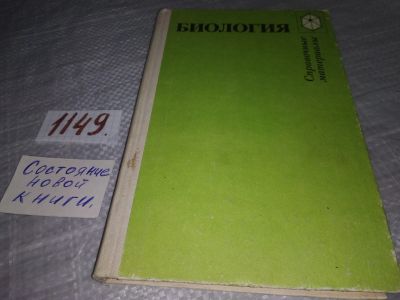 БИОЛОГИЯ
Справочные
материалы
1149.
Состояние
новой
книги.